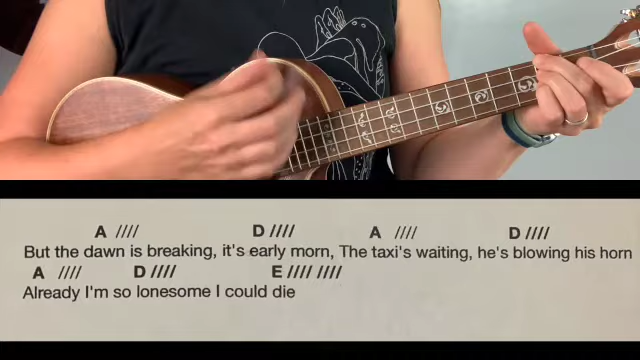 A //// D //// A //// D ////
But the dawn is breaking, it's early morn, The taxi's waiting, he's blowing his horn
A //// D //// E //// ////
Already I'm so lonesome I could die